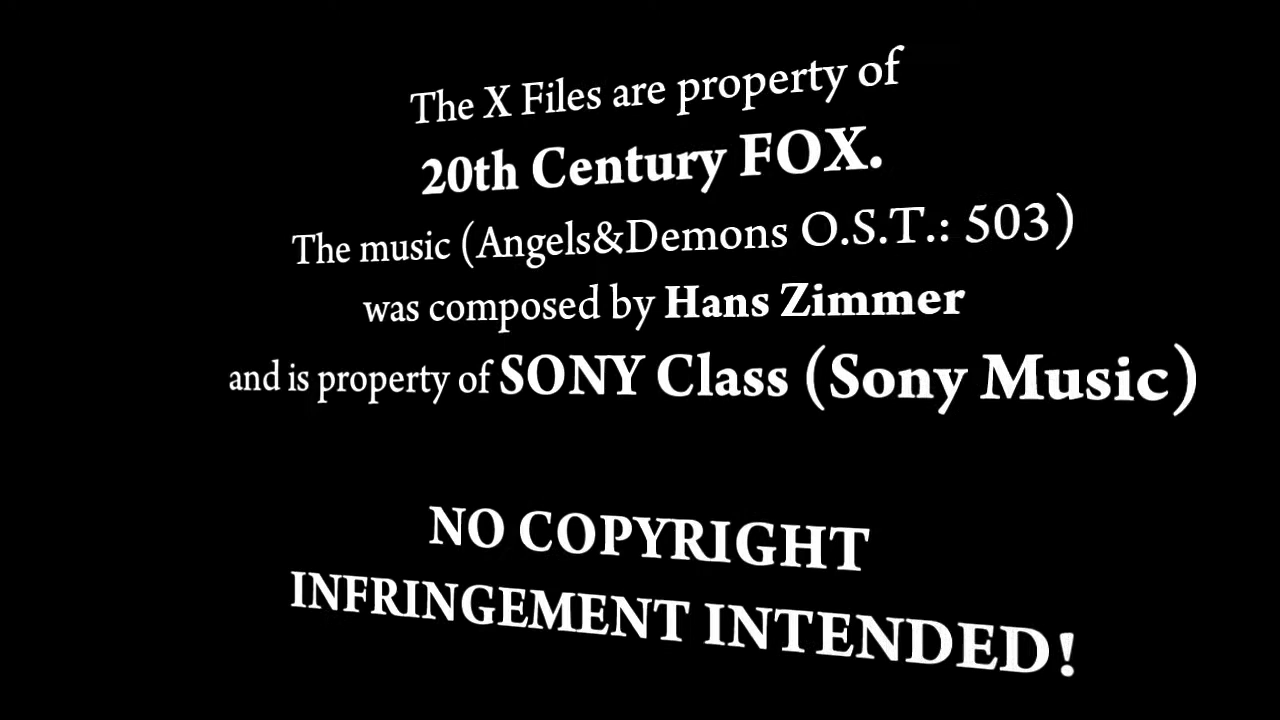 The X Files are property of
20th Century FOX.
The music (Angels&Demons O.S.T.: 503)
was composed by Hans Zimmer
and is property of SONY Class (Sony Music)
NO COPYRIGHT
INFRINGEMENT INTENDED!